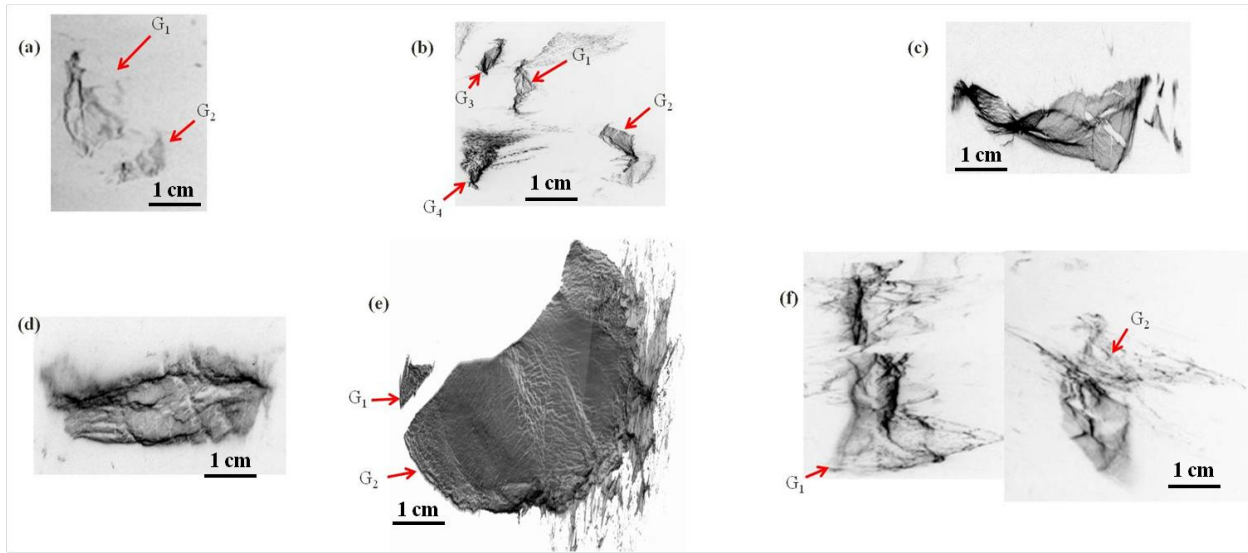 (a)
G₁
G₂
1 cm
(b)
G₁
G₃
G₂
G₄
1 cm
(c)
1 cm
(d)
1 cm
(e)
G₁
G₂
1 cm
(f)
G₂
G₁
1 cm